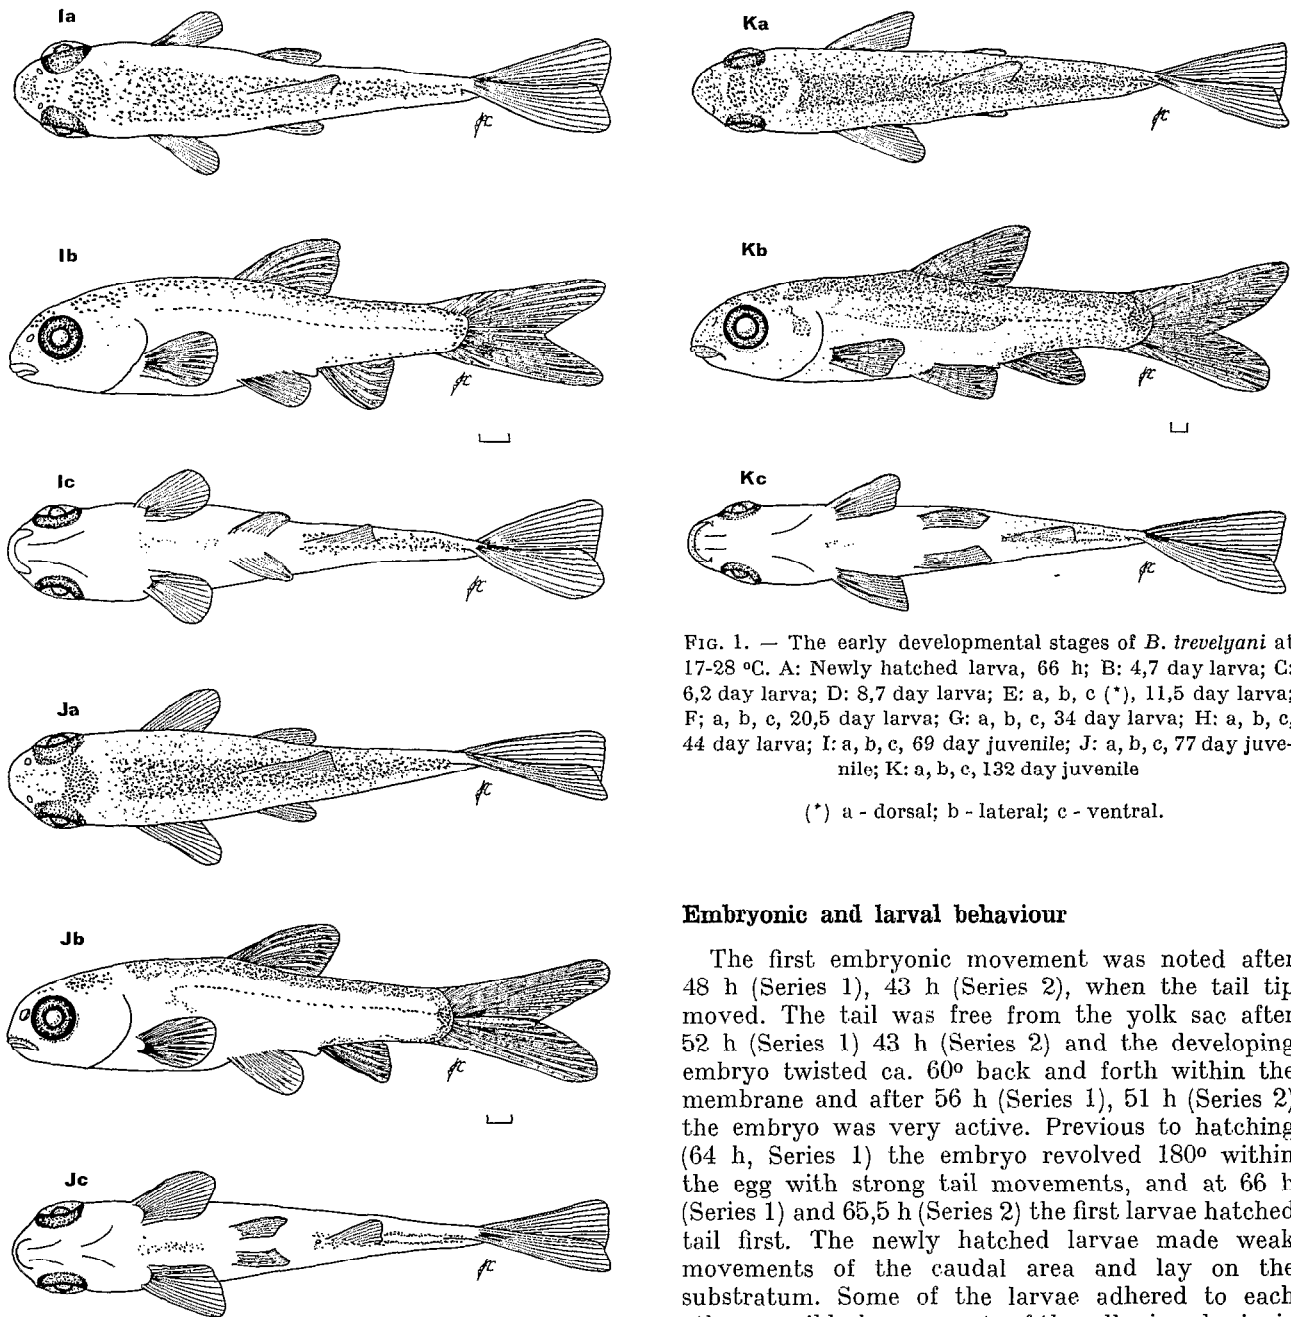 Ia
Ib
Ic
Ja
Jb
Jc
Ka
Kb
Kc
FIG. 1. — The early developmental stages of B. trevelyani at
17-28 ºC. A: Newly hatched larva, 66 h; B: 4,7 day larva; C:
6,2 day larva; D: 8,7 day larva; E: a, b, c (*), 11,5 day larva;
F; a, b, c, 20,5 day larva; G: a, b, c, 34 day larva; H: a, b, c,
44 day larva; I: a, b, c, 69 day juvenile; J: a, b, c, 77 day juve-
nile; K: a, b, c, 132 day juvenile
(*) a - dorsal; b - lateral; c - ventral.
Embryonic and larval behaviour
The first embryonic movement was noted after
48 h (Series 1), 43 h (Series 2), when the tail tip
moved. The tail was free from the yolk sac after
52 h (Series 1) 43 h (Series 2) and the developing
embryo twisted ca. 60º back and forth within the
membrane and after 56 h (Series 1), 51 h (Series 2)
the embryo was very active. Previous to hatching
(64 h, Series 1) the embryo revolved 180º within
the egg with strong tail movements, and at 66 h
(Series 1) and 65,5 h (Series 2) the first larvae hatched
tail first. The newly hatched larvae made weak
movements of the caudal area and lay on the
substratum. Some of the larvae adhered to each